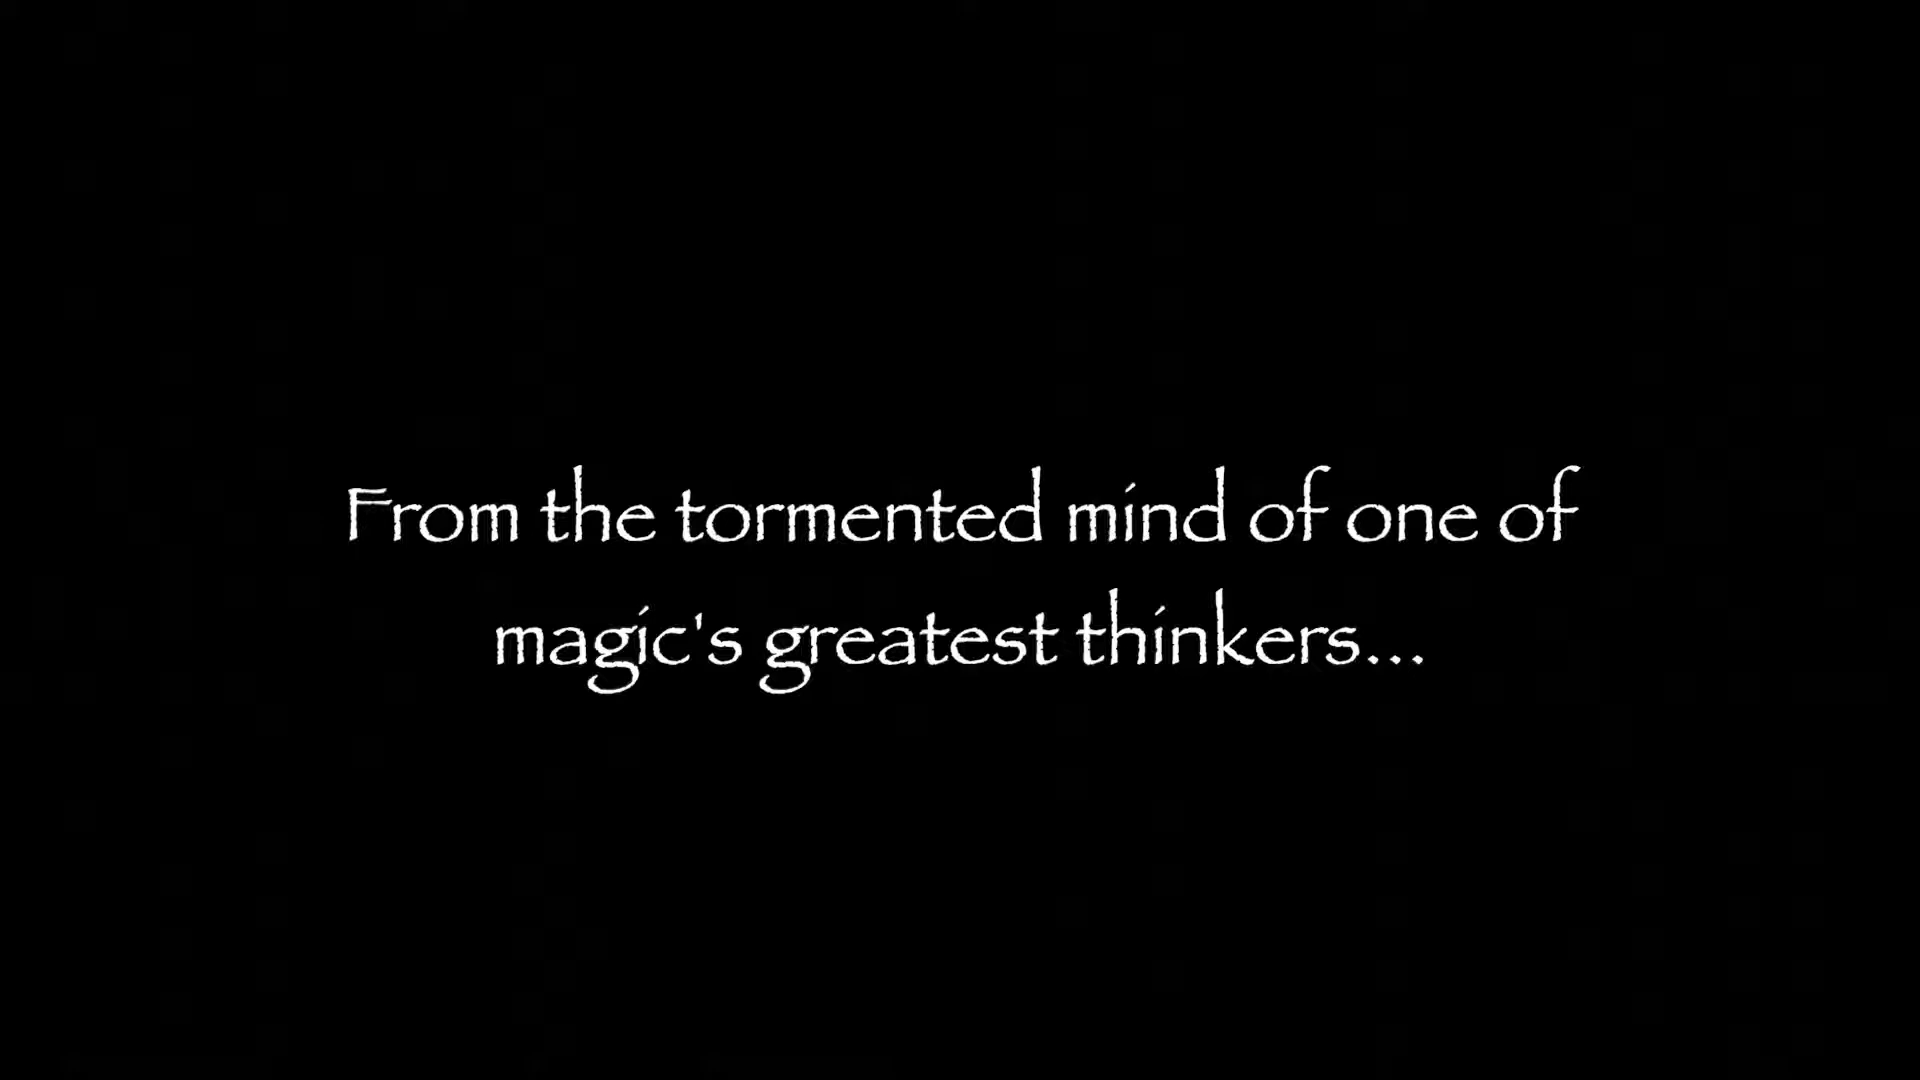 From the tormented mind of one of
magic's greatest thinkers...